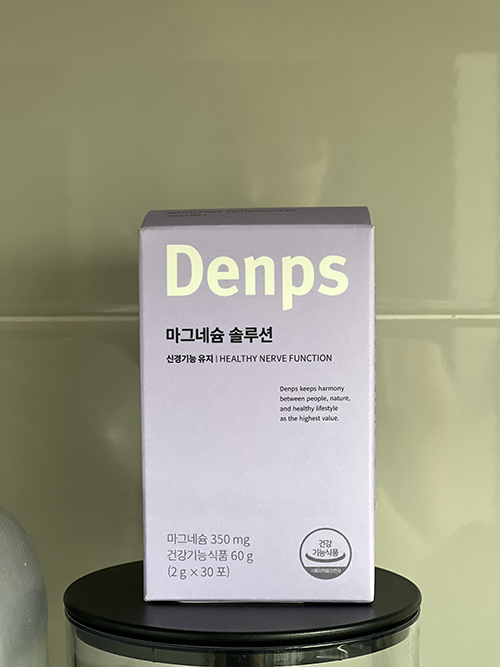 Denps
마그네슘 솔루션
신경기능 유지 | HEALTHY NERVE FUNCTION
Denps keeps harmony
between people, nature,
and healthy lifestyle
as the highest value.
마그네슘 350 mg
건강기능식품 60 g
(2 g × 30 포)
건강
기능식품